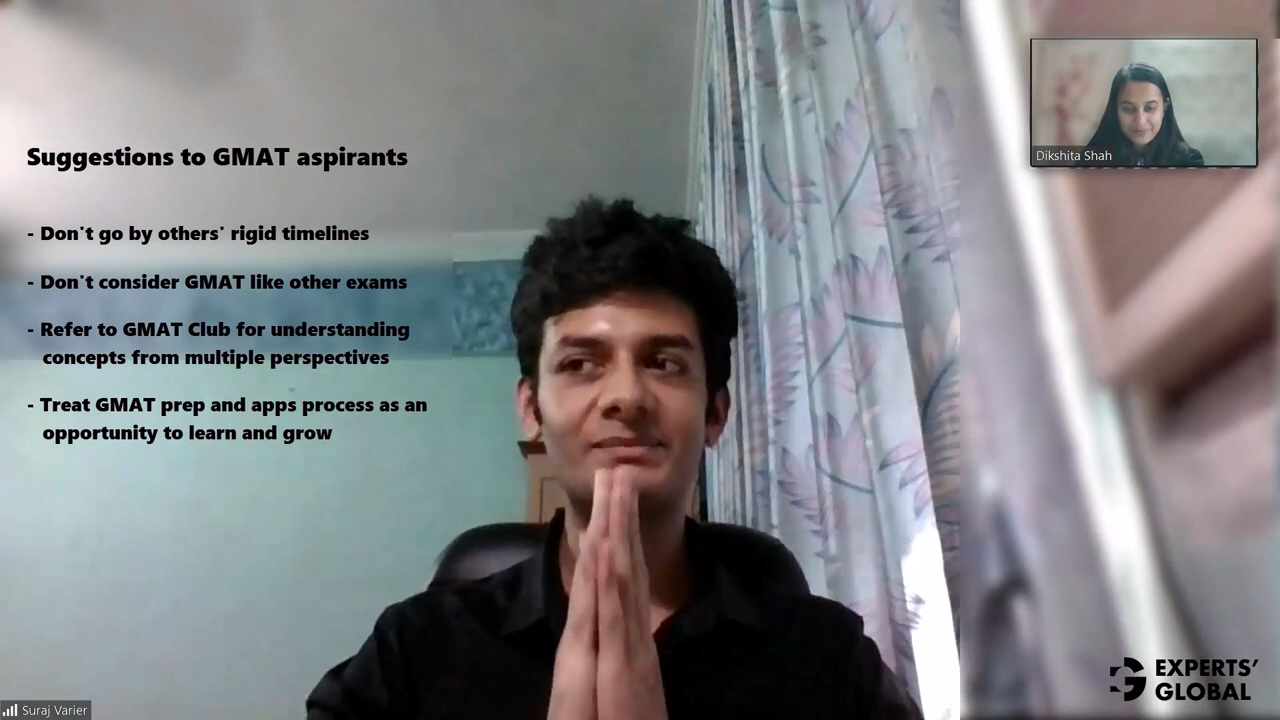 Suggestions to GMAT aspirants
- Don't go by others' rigid timelines
- Don't consider GMAT like other exams
- Refer to GMAT Club for understanding
concepts from multiple perspectives
- Treat GMAT prep and apps process as an
opportunity to learn and grow
Dikshita Shah
Suraj Varier
EXPERTS'
GLOBAL